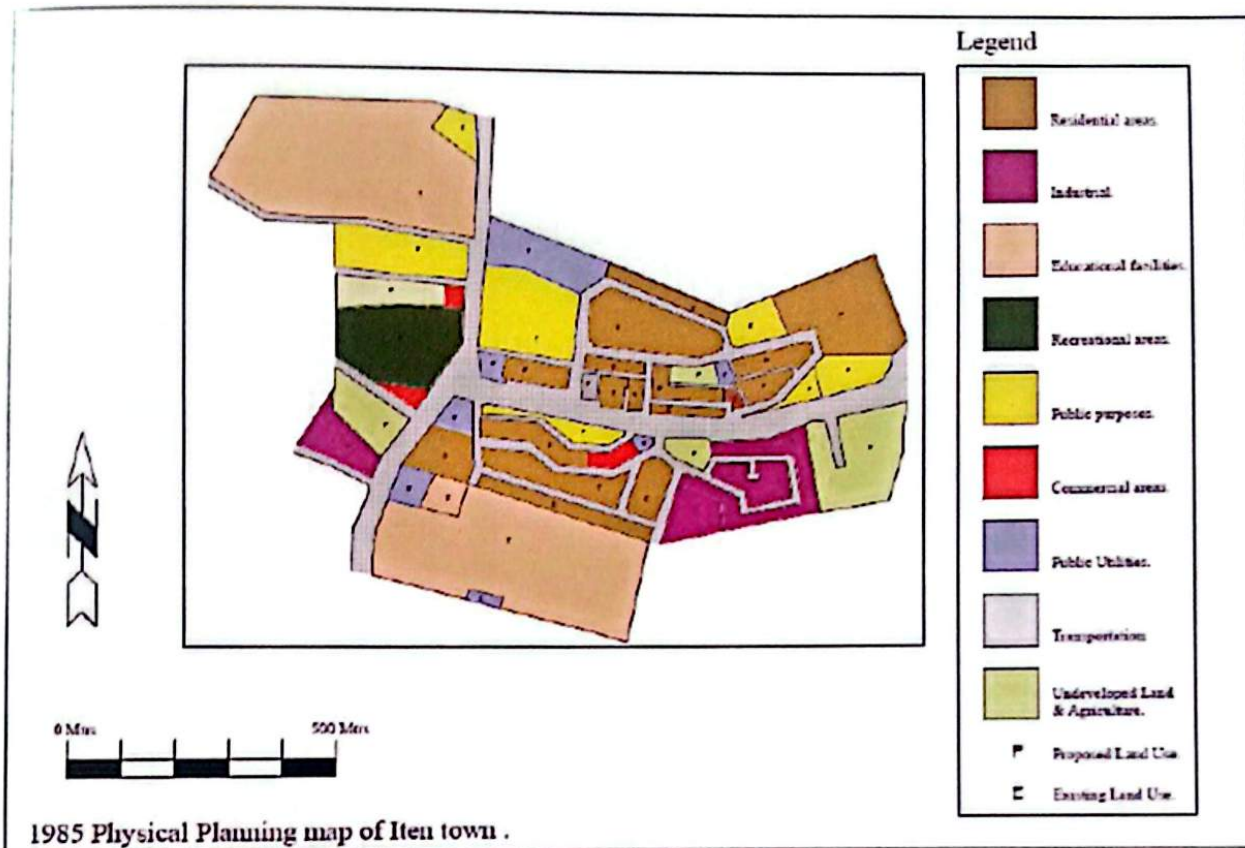 Legend
Residential areas.
Industrial.
Educational facilities.
Recreational areas.
Public purposes.
Commercial areas.
Public Utilities.
Transportation
Undeveloped Land
& Agriculture.
P Proposed Land Use.
E Existing Land Use.
0 Mtrs 500 Mtrs
1985 Physical Planning map of Iten town .